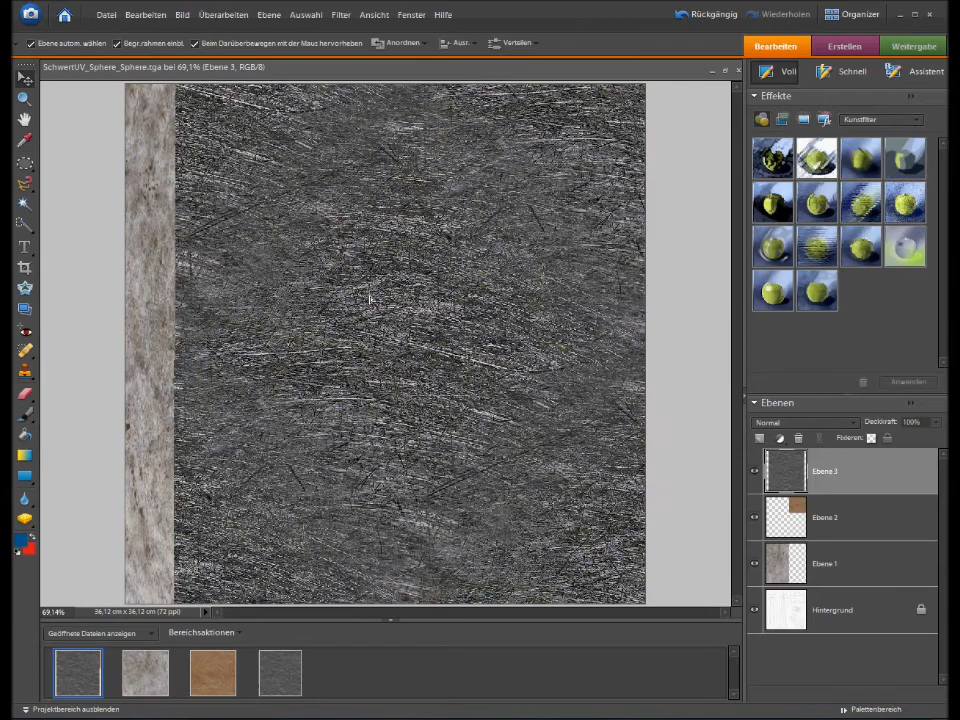 Datei Bearbeiten Bild Überarbeiten Ebene Auswahl Filter Ansicht Fenster Hilfe Rückgängig Wiederholen Organizer
Ebene autom. wählen Begr.rahmen einbl. Beim Darüberbewegen mit der Maus hervorheben Anordnen Ausr. Verteilen
Bearbeiten Erstellen Weitergabe
SchwertUV_Sphere_Sphere.tga bei 69,1% (Ebene 3, RGB/8)
Voll Schnell Assistent
Effekte
Kunstfilter
Anwenden
Ebenen
Normal Deckkraft: 100%
Fixieren:
Ebene 3
Ebene 2
Ebene 1
Hintergrund
69,14% 36,12 cm x 36,12 cm (72 ppi)
Geöffnete Dateien anzeigen Bereichsaktionen
Projektbereich ausblenden Palettenbereich